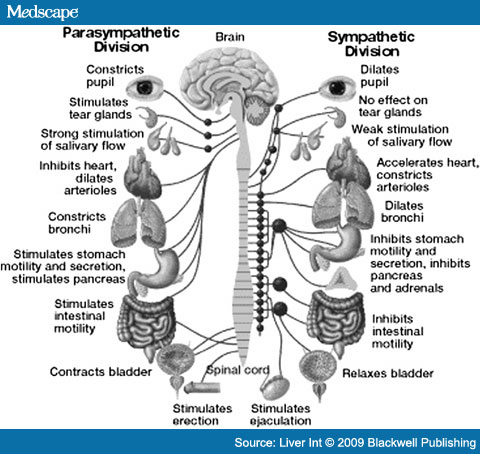 Medscape
Parasympathetic
Division
Brain
Sympathetic
Division
Constricts
pupil
Stimulates
tear glands
Strong stimulation
of salivary flow
Inhibits heart,
dilates
arterioles
Constricts
bronchi
Stimulates stomach
motility and secretion,
stimulates pancreas
Stimulates
intestinal
motility
Contracts bladder
Spinal cord
Stimulates
erection
Stimulates
ejaculation
Dilates
pupil
No effect on
tear glands
Weak stimulation
of salivary flow
Accelerates heart,
constricts
arterioles
Dilates
bronchi
Inhibits stomach
motility and
secretion, inhibits
pancreas
and adrenals
Inhibits
intestinal
motility
Relaxes bladder
Source: Liver Int © 2009 Blackwell Publishing